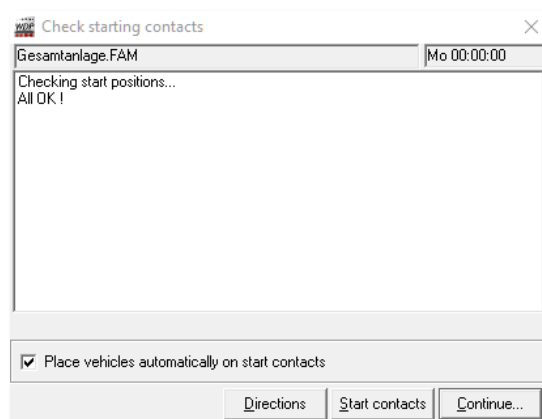 WDP
Check starting contacts
Gesamtanlage.FAM
Mo 00:00:00
Checking start positions...
All OK !
Place vehicles automatically on start contacts
Directions
Start contacts
Continue...